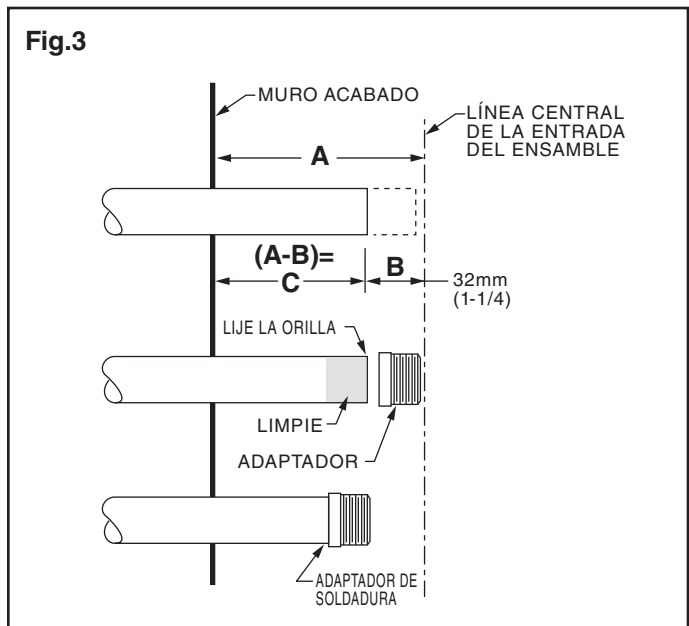 Fig.3
MURO ACABADO
LÍNEA CENTRAL
DE LA ENTRADA
DEL ENSAMBLE
A
(A-B)=
C
B
32mm
(1-1/4)
LIJE LA ORILLA
LIMPIE
ADAPTADOR
ADAPTADOR DE
SOLDADURA